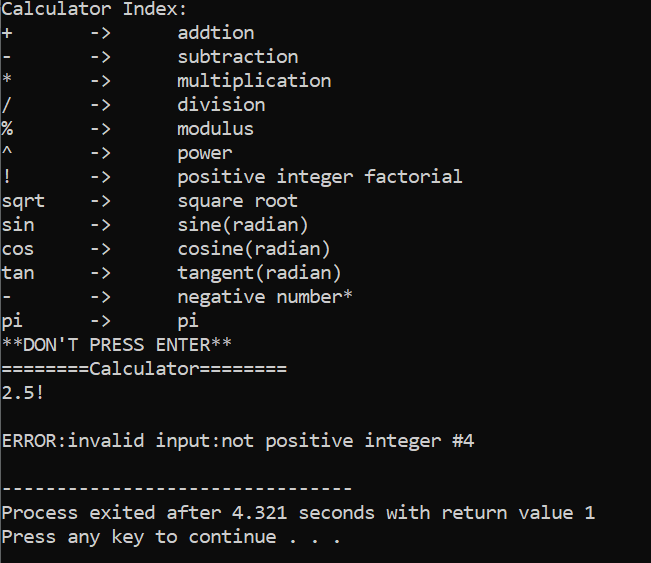 Calculator Index:
+ -> addtion
- -> subtraction
* -> multiplication
/ -> division
% -> modulus
^ -> power
! -> positive integer factorial
sqrt -> square root
sin -> sine(radian)
cos -> cosine(radian)
tan -> tangent(radian)
- -> negative number*
pi -> pi
**DON'T PRESS ENTER**
========Calculator========
2.5!
ERROR:invalid input:not positive integer #4
--------------------------------
Process exited after 4.321 seconds with return value 1
Press any key to continue . . .